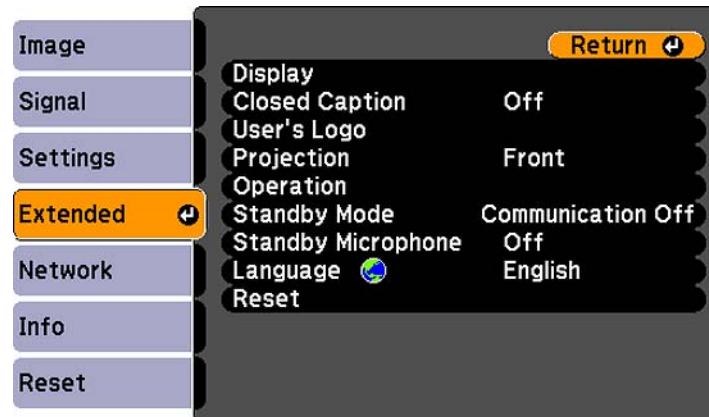 Image
Signal
Settings
Extended
Network
Info
Reset
Return
Display
Closed Caption Off
User's Logo
Projection Front
Operation
Standby Mode Communication Off
Standby Microphone Off
Language English
Reset